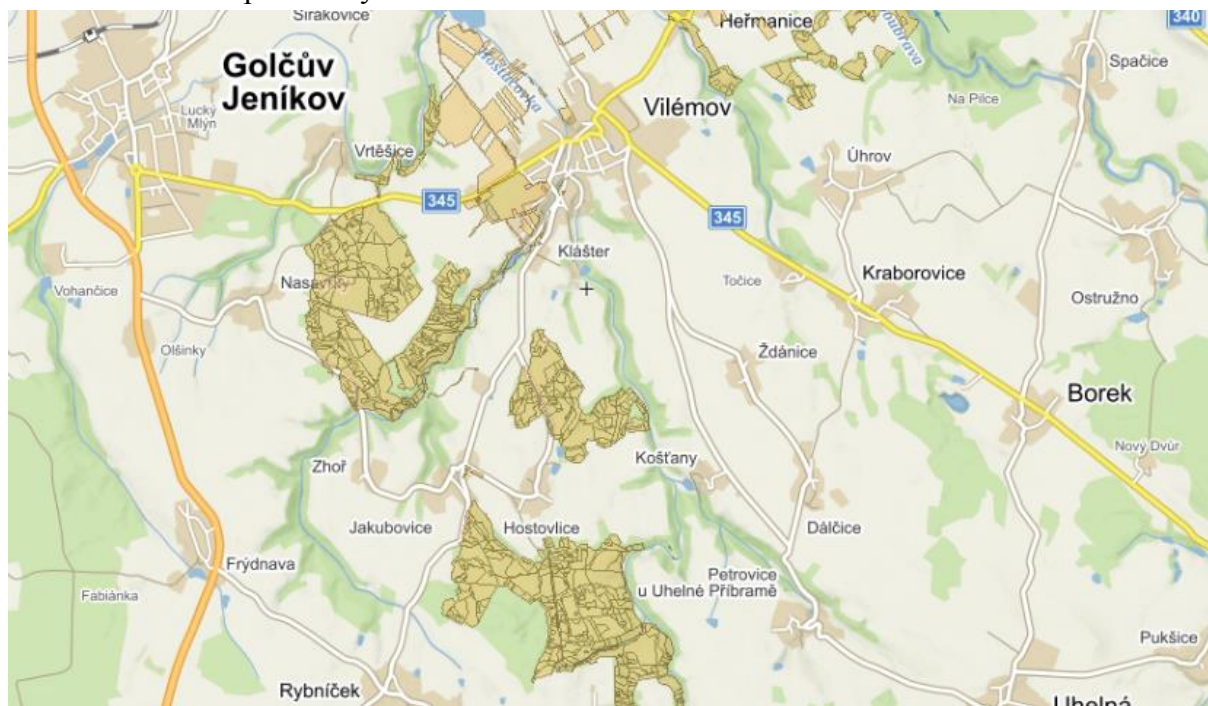 Sirakovice
Heřmanice
340
Golčův
Jeníkov
Hostačovka
Doubrava
Spačice
Lucký
Mlýn
Vilémov
Na Pilce
Vrtěšice
Úhrov
345
345
Klášter
Nasavrky
Točice
Kraborovice
Vohančice
Ostružno
Olšinky
Ždánice
Borek
Nový Dvůr
Zhoř
Košťany
Jakubovice
Hostovlice
Dálčice
Frýdnava
Petrovice
u Uhelné Příbramě
Fabiánka
Pukšice
Rybníček
Uhelná